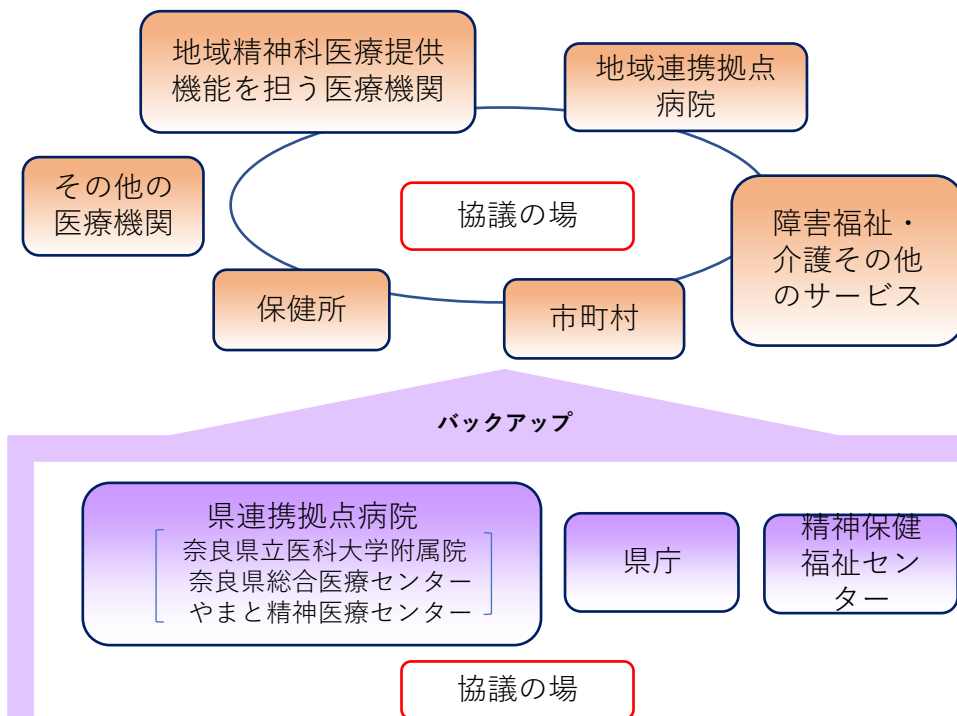 地域精神科医療提供
機能を担う医療機関
地域連携拠点
病院
その他の
医療機関
協議の場
障害福祉・
介護その他
のサービス
保健所
市町村
バックアップ
県連携拠点病院
奈良県立医科大学附属院
奈良県総合医療センター
やまと精神医療センター
県庁
精神保健
福祉セン
ター
協議の場